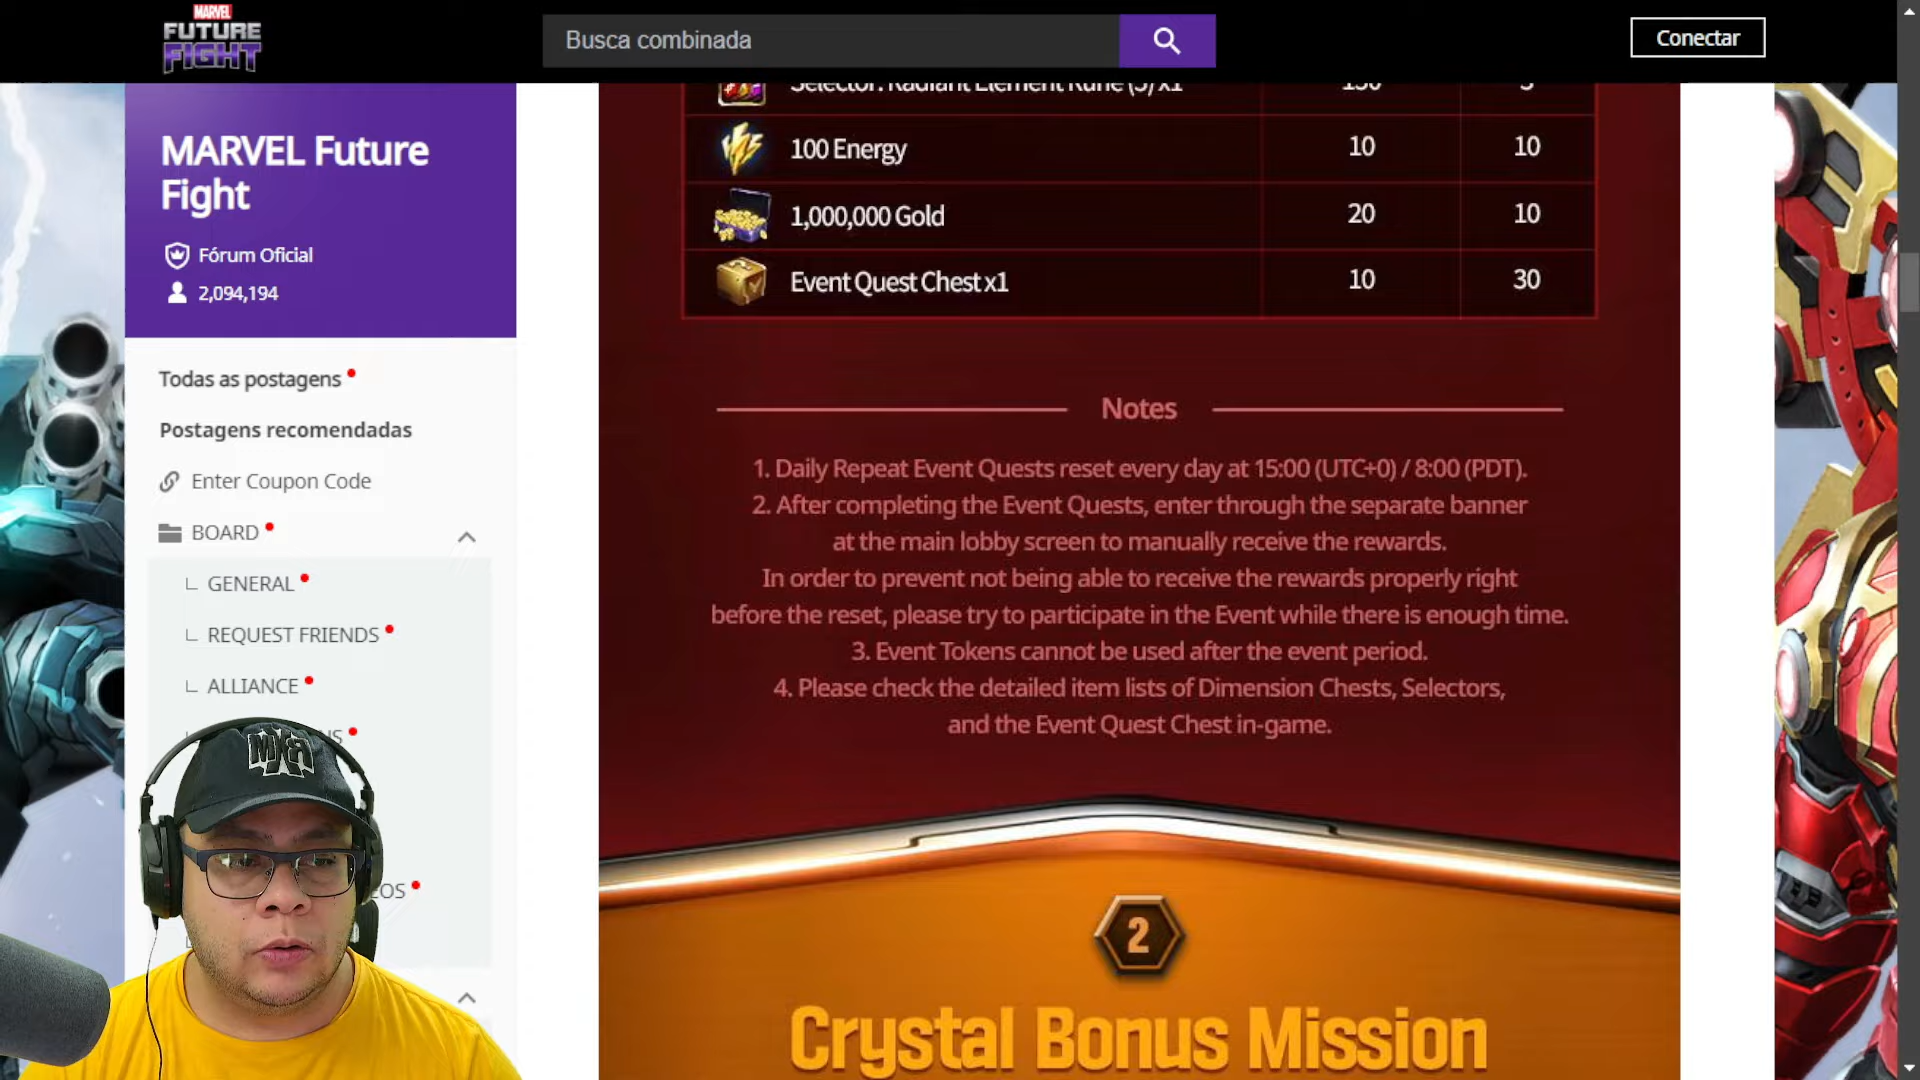 MARVEL
FUTURE
FIGHT
Busca combinada
Conectar
MARVEL Future
Fight
Fórum Oficial
2,094,194
Todas as postagens
Postagens recomendadas
Enter Coupon Code
BOARD
GENERAL
REQUEST FRIENDS
ALLIANCE
Selector: Radiant Element Rune (5) x1
100 Energy 10 10
1,000,000 Gold 20 10
Event Quest Chest x1 10 30
Notes
1. Daily Repeat Event Quests reset every day at 15:00 (UTC+0) / 8:00 (PDT).
2. After completing the Event Quests, enter through the separate banner
at the main lobby screen to manually receive the rewards.
In order to prevent not being able to receive the rewards properly right
before the reset, please try to participate in the Event while there is enough time.
3. Event Tokens cannot be used after the event period.
4. Please check the detailed item lists of Dimension Chests, Selectors,
and the Event Quest Chest in-game.
2
Crystal Bonus Mission